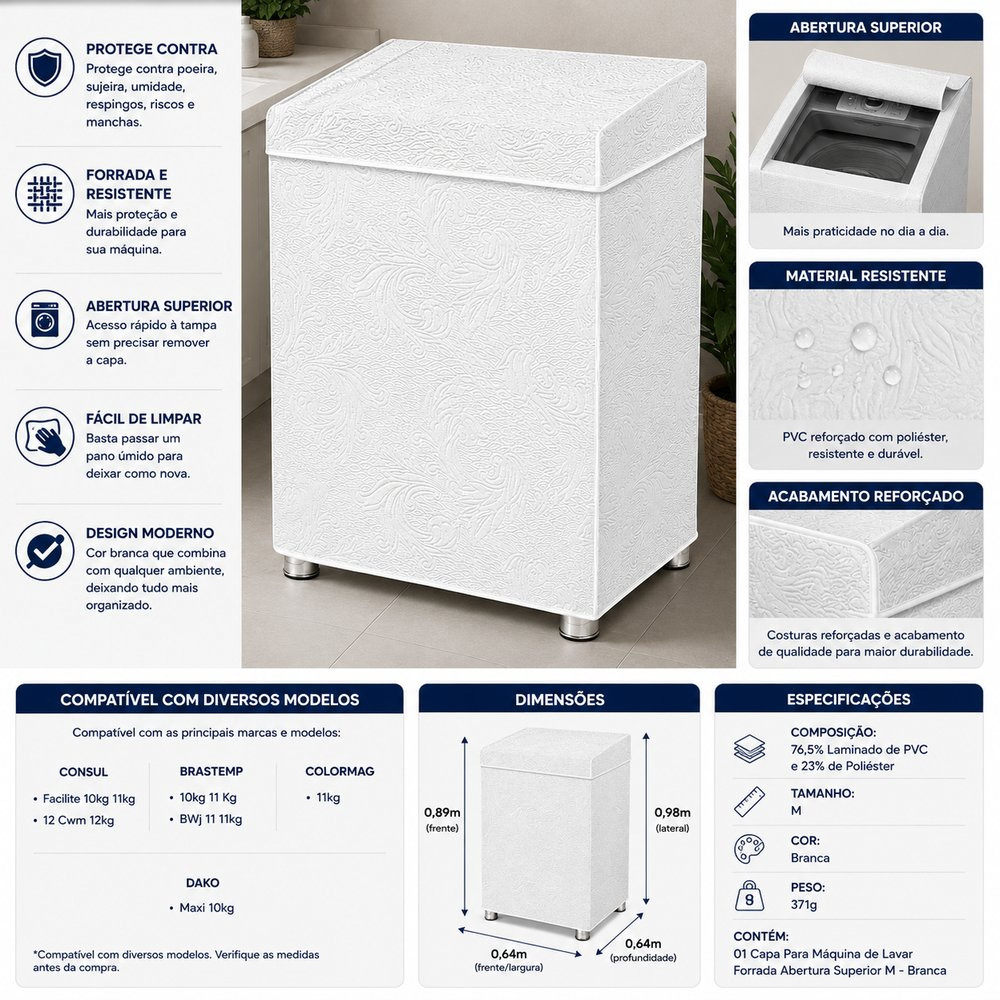 PROTEGE CONTRA
Protege contra poeira,
sujeira, umidade,
respingos, riscos e
manchas.
FORRADA E
RESISTENTE
Mais proteção e
durabilidade para
sua máquina.
ABERTURA SUPERIOR
Acesso rápido à tampa
sem precisar remover
a capa.
FÁCIL DE LIMPAR
Basta passar um
pano úmido para
deixar como nova.
DESIGN MODERNO
Cor branca que combina
com qualquer ambiente,
deixando tudo mais
organizado.
ABERTURA SUPERIOR
Mais praticidade no dia a dia.
MATERIAL RESISTENTE
PVC reforçado com poliéster,
resistente e durável.
ACABAMENTO REFORÇADO
Costuras reforçadas e acabamento
de qualidade para maior durabilidade.
COMPATÍVEL COM DIVERSOS MODELOS
Compatível com as principais marcas e modelos:
CONSUL
• Facilite 10kg 11kg
• 12 Cwm 12kg
BRASTEMP
• 10kg 11 Kg
• BWj 11 11kg
COLORMAG
• 11kg
DAKO
• Maxi 10kg
*Compatível com diversos modelos. Verifique as medidas
antes da compra.
DIMENSÕES
0,89m
(frente)
0,98m
(lateral)
0,64m
(frente/largura)
0,64m
(profundidade)
ESPECIFICAÇÕES
COMPOSIÇÃO:
76,5% Laminado de PVC
e 23% de Poliéster
TAMANHO:
M
COR:
Branca
PESO:
371g
CONTÉM:
01 Capa Para Máquina de Lavar
Forrada Abertura Superior M - Branca